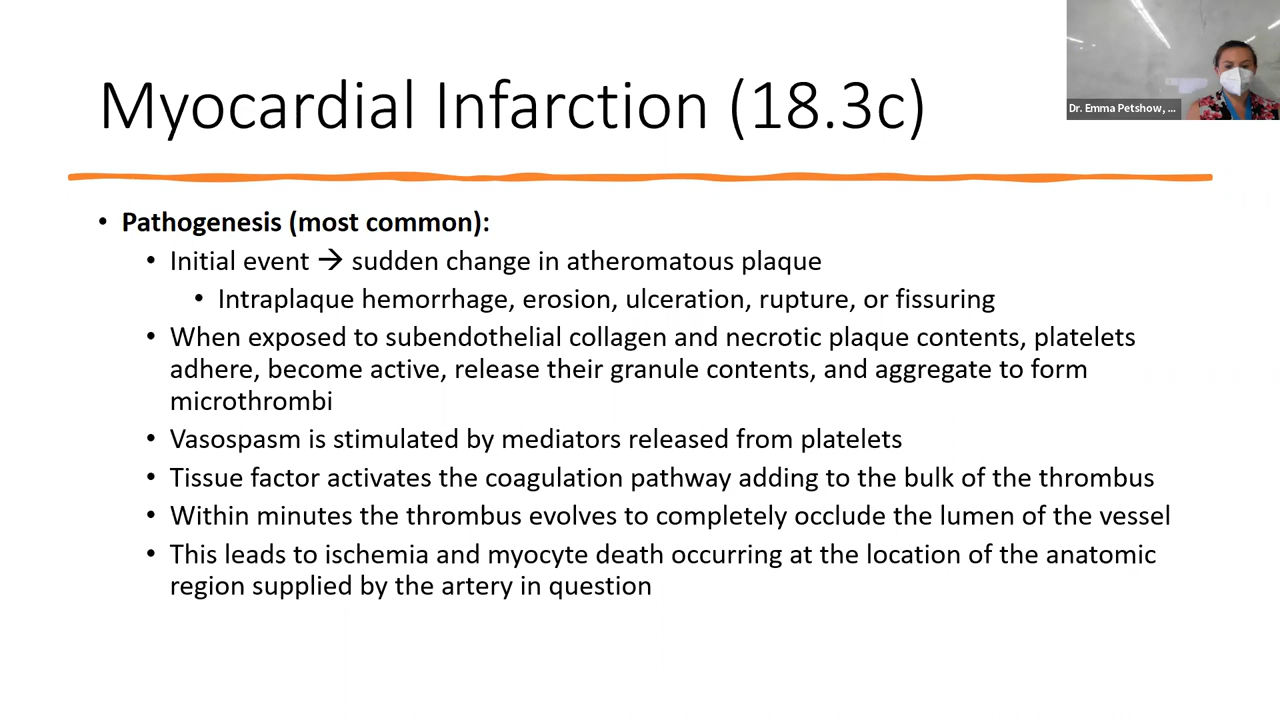 Dr. Emma Petshow, ...
Myocardial Infarction (18.3c)
• Pathogenesis (most common):
• Initial event → sudden change in atheromatous plaque
• Intraplaque hemorrhage, erosion, ulceration, rupture, or fissuring
• When exposed to subendothelial collagen and necrotic plaque contents, platelets
adhere, become active, release their granule contents, and aggregate to form
microthrombi
• Vasospasm is stimulated by mediators released from platelets
• Tissue factor activates the coagulation pathway adding to the bulk of the thrombus
• Within minutes the thrombus evolves to completely occlude the lumen of the vessel
• This leads to ischemia and myocyte death occurring at the location of the anatomic
region supplied by the artery in question